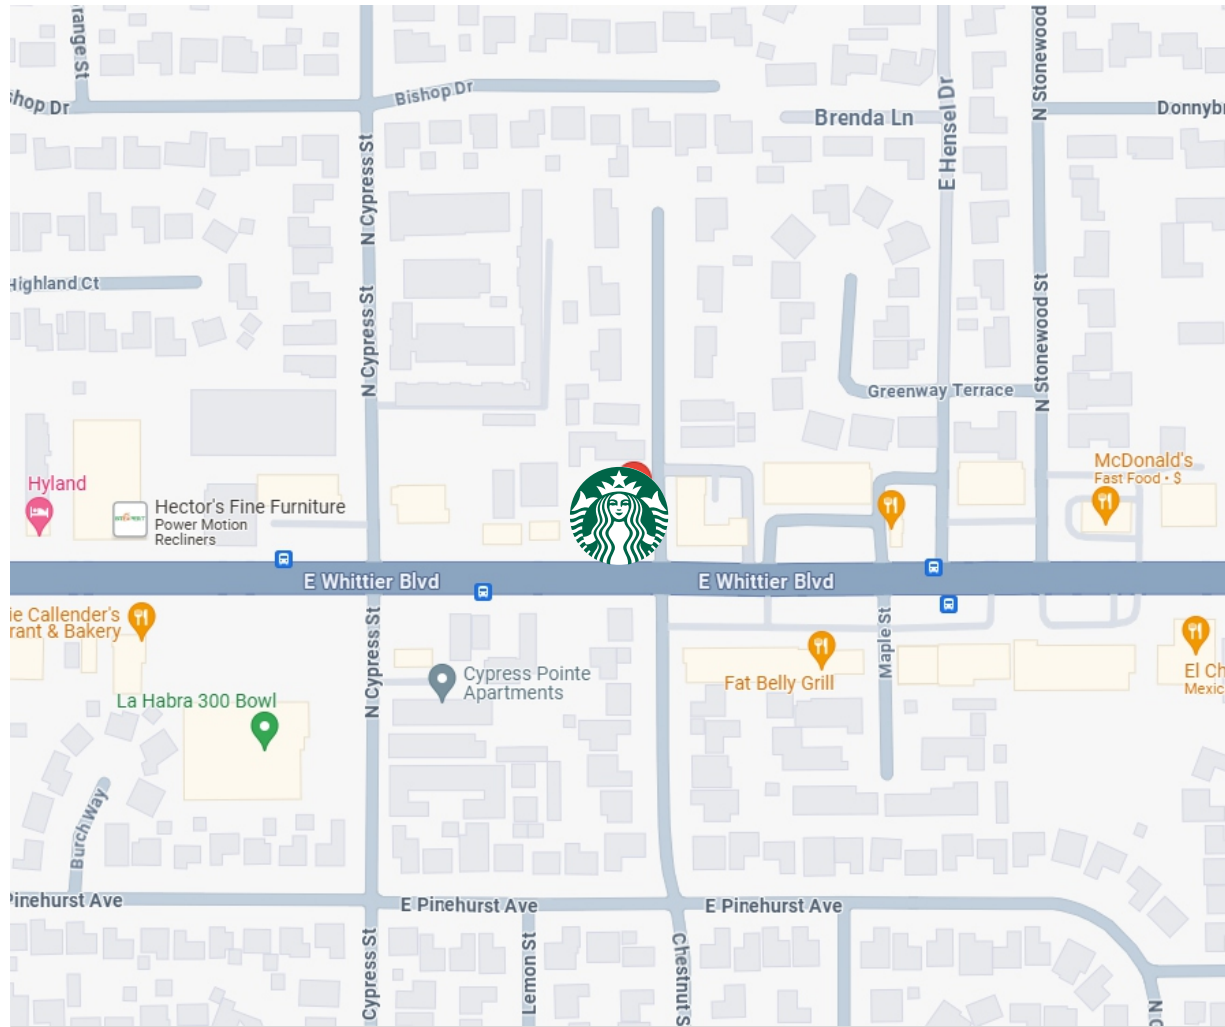 range St
shop Dr
Bishop Dr
Brenda Ln
E Hensel Dr
N Stonewood
Donnyb
N Cypress St
Highland Ct
N Cypress St
N Stonewood St
Greenway Terrace
McDonald's
Fast Food • $
Hyland
Hector's Fine Furniture
Power Motion
Recliners
E Whittier Blvd
E Whittier Blvd
ie Callender's
rant & Bakery
N Cypress St
Maple St
Cypress Pointe
Apartments
Fat Belly Grill
El Ch
Mexic
La Habra 300 Bowl
Burch Way
Pinehurst Ave
E Pinehurst Ave
E Pinehurst Ave
Cypress St
Lemon St
Chestnut S